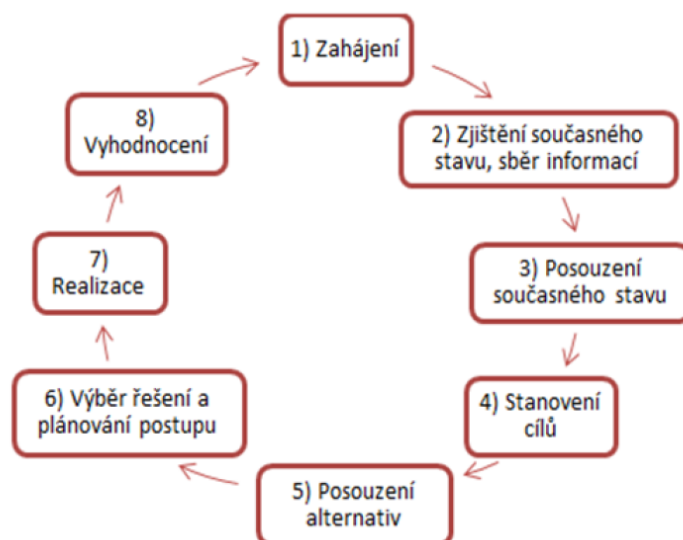 1) Zahájení
2) Zjištění současného
stavu, sběr informací
3) Posouzení
současného stavu
4) Stanovení
cílů
5) Posouzení
alternativ
6) Výběr řešení a
plánování postupu
7)
Realizace
8)
Vyhodnocení